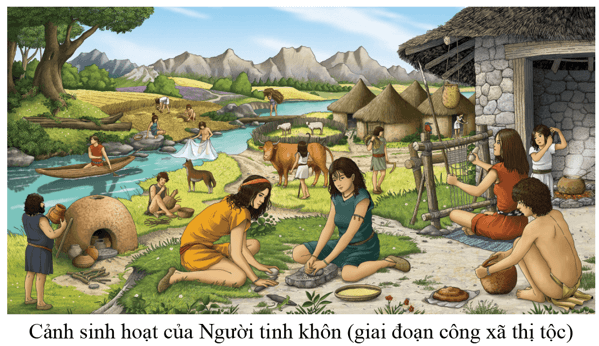 Cảnh sinh hoạt của Người tinh khôn (giai đoạn công xã thị tộc)